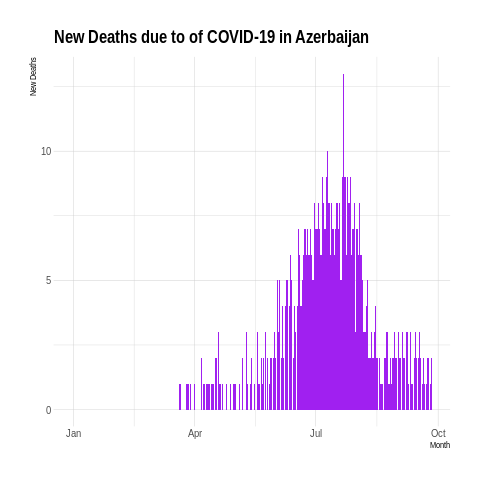 New Deaths due to of COVID-19 in Azerbaijan
New Deaths
10
5
0
Jan Apr Jul Oct
Month